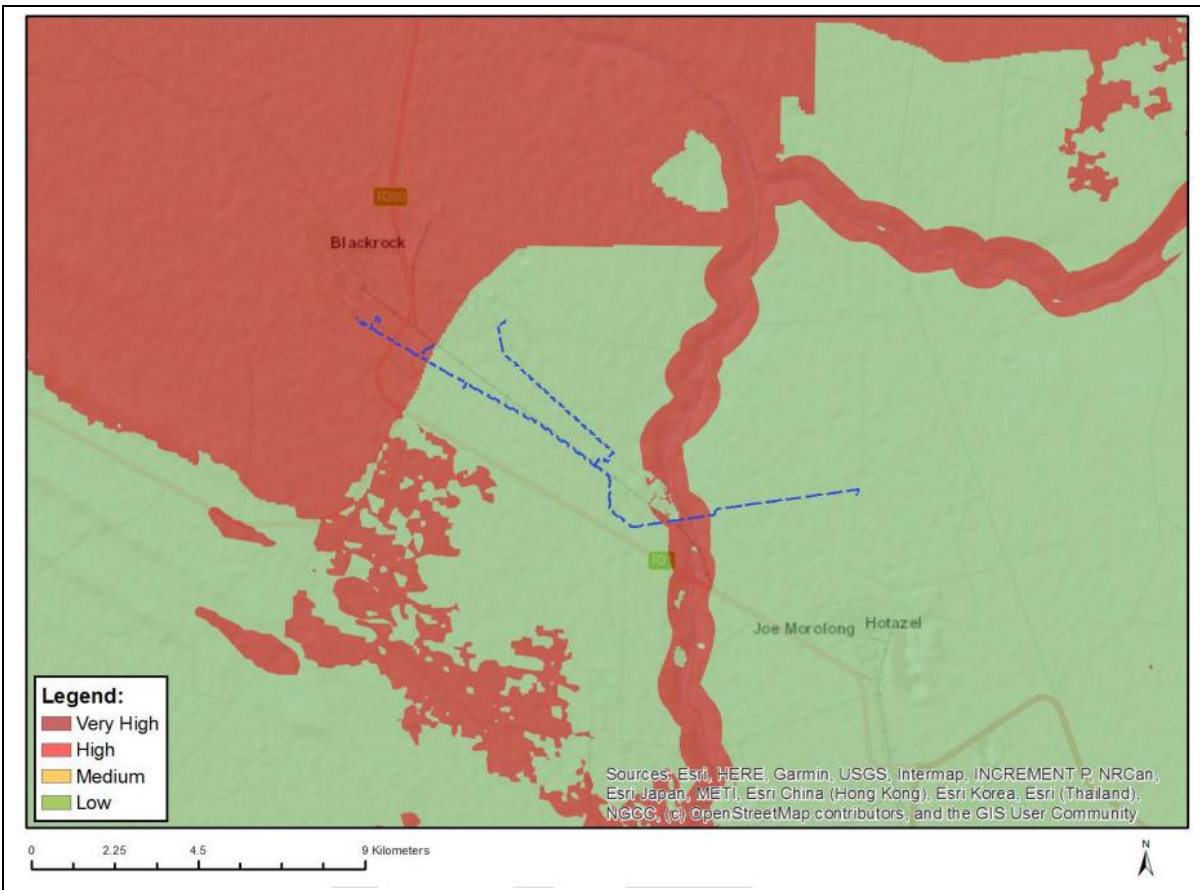 R380
Blackrock
R31
Joe Morolong
Hotazel
Legend:
Very High
High
Medium
Low
Sources: Esri, HERE, Garmin, USGS, Intermap, INCREMENT P, NRCan,
Esri Japan, METI, Esri China (Hong Kong), Esri Korea, Esri (Thailand),
NGCC, (c) OpenStreetMap contributors, and the GIS User Community
0 2.25 4.5 9 Kilometers
N